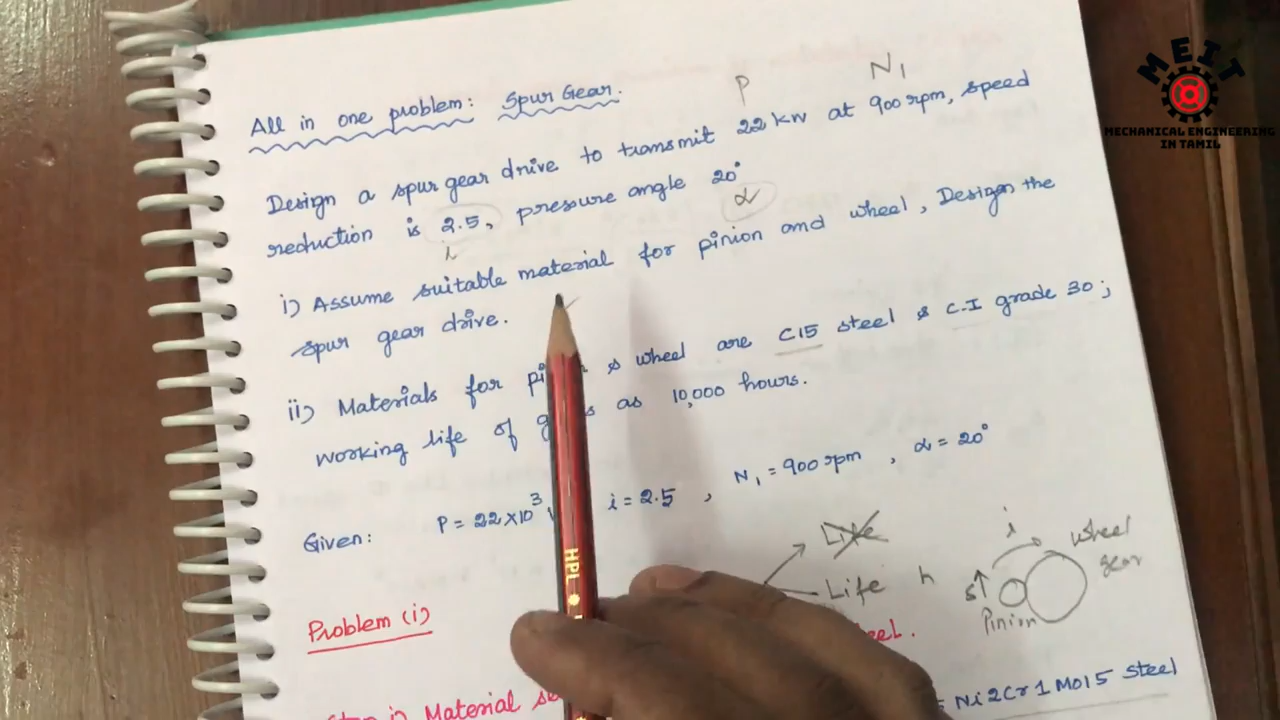 MEIT
MECHANICAL ENGINEERING
IN TAMIL
P N1
All in one problem: Spur Gear.
Design a spur gear drive to transmit 22 kw at 900 rpm, speed
reduction is 2.5, pressure angle 20°
i α
i) Assume suitable material for pinion and wheel, Design the
spur gear drive.
ii) Materials for & wheel are C15 steel & C.I grade 30;
working life of as 10,000 hours.
Given: P = 22×10³ i = 2.5 , N1 = 900 rpm , α = 20°
Life
Life h
i wheel
gear
S↑
Pinion
Problem (i)
Material
Ni2Cr1Mo15 Steel